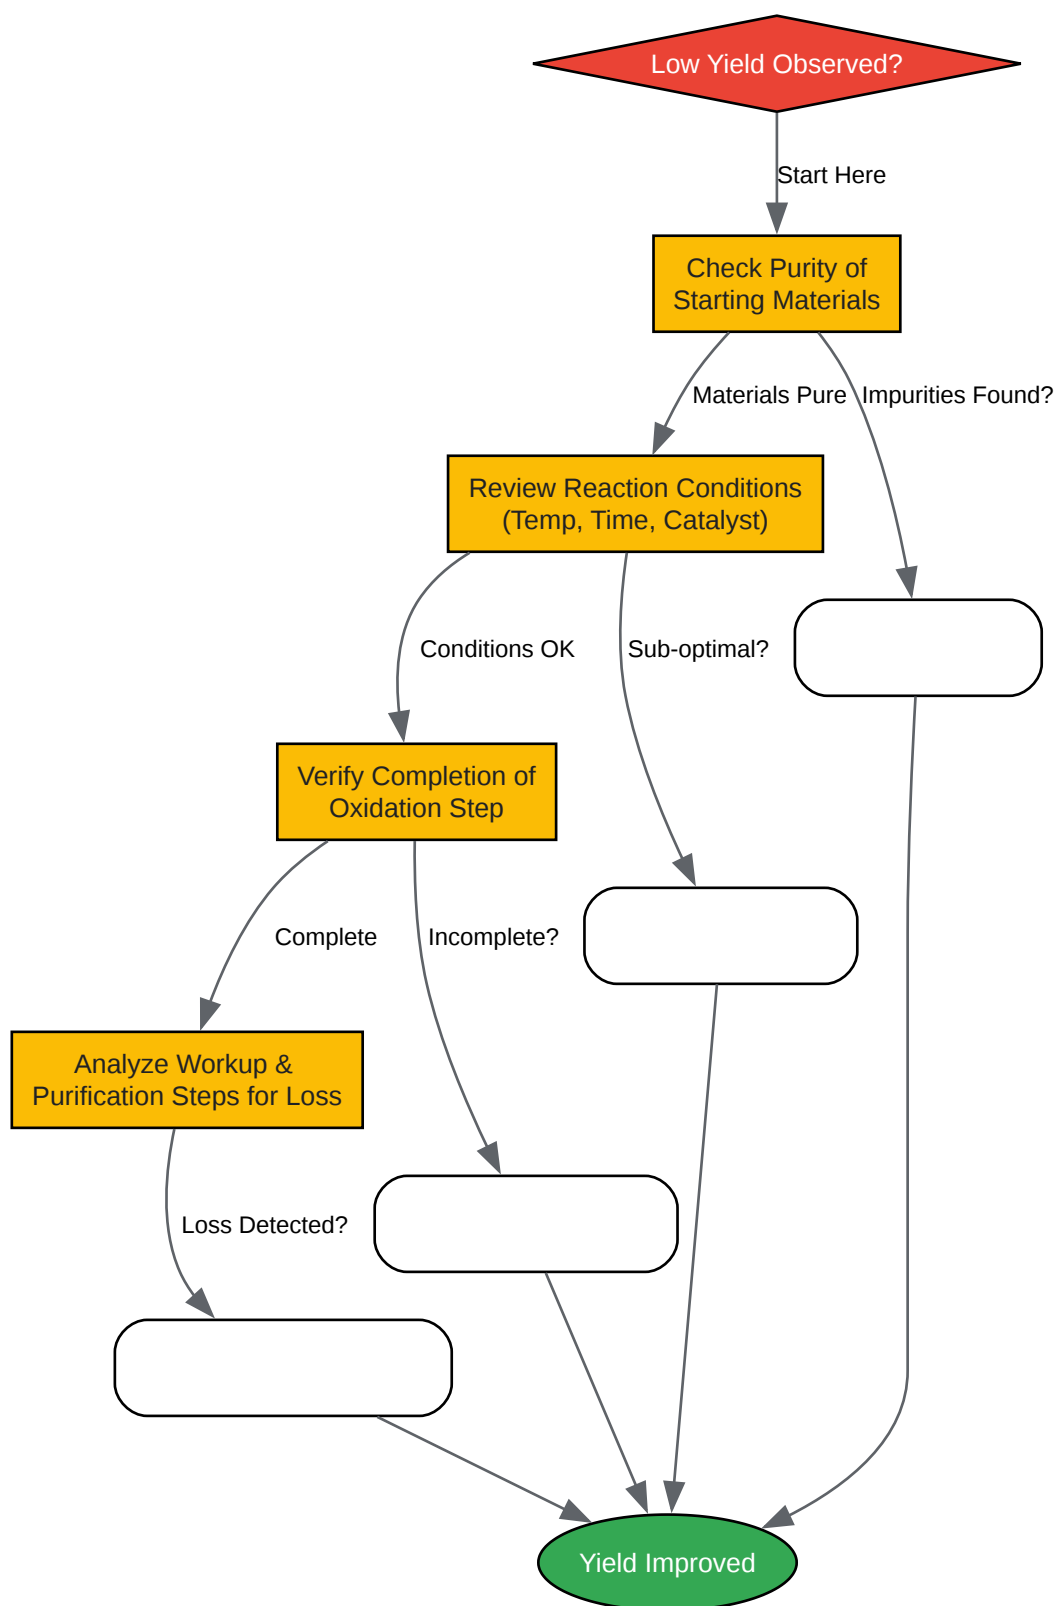 Low Yield Observed?
Start Here
Check Purity of
Starting Materials
Materials Pure
Impurities Found?
Review Reaction Conditions
(Temp, Time, Catalyst)
Conditions OK
Sub-optimal?
Verify Completion of
Oxidation Step
Complete
Incomplete?
Analyze Workup &
Purification Steps for Loss
Loss Detected?
Yield Improved